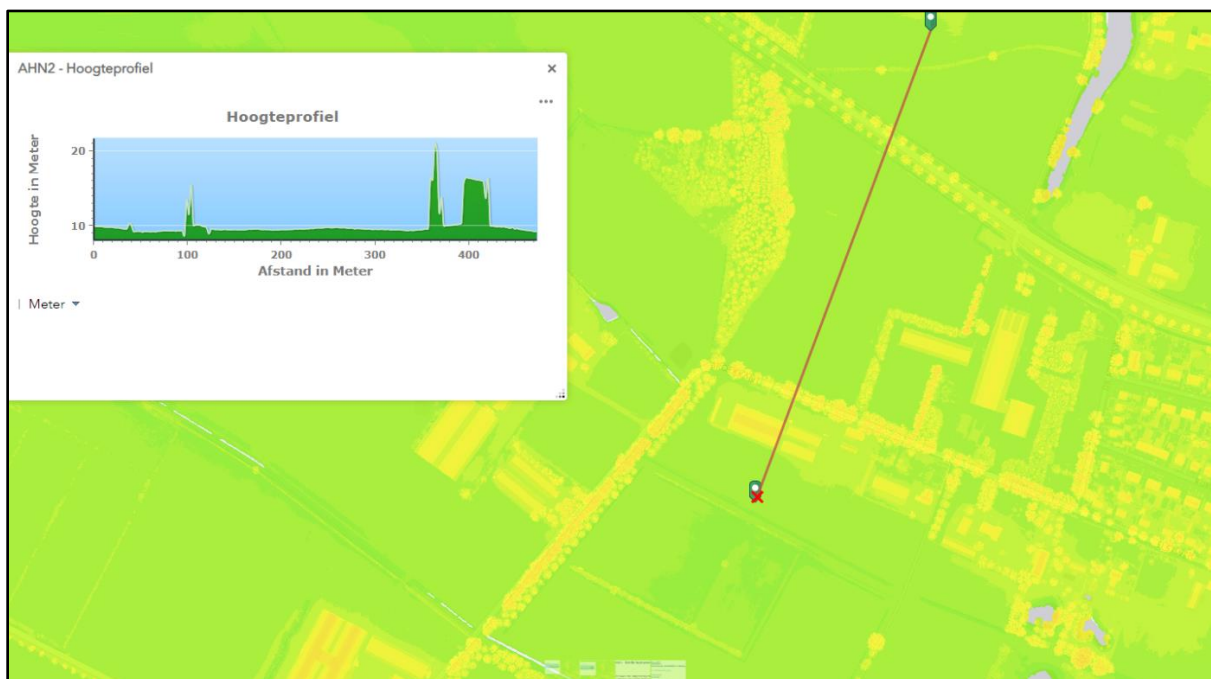 AHN2 - Hoogteprofiel ×
Hoogteprofiel
Hoogte in Meter
20
10
0 100 200 300 400
Afstand in Meter
| Meter